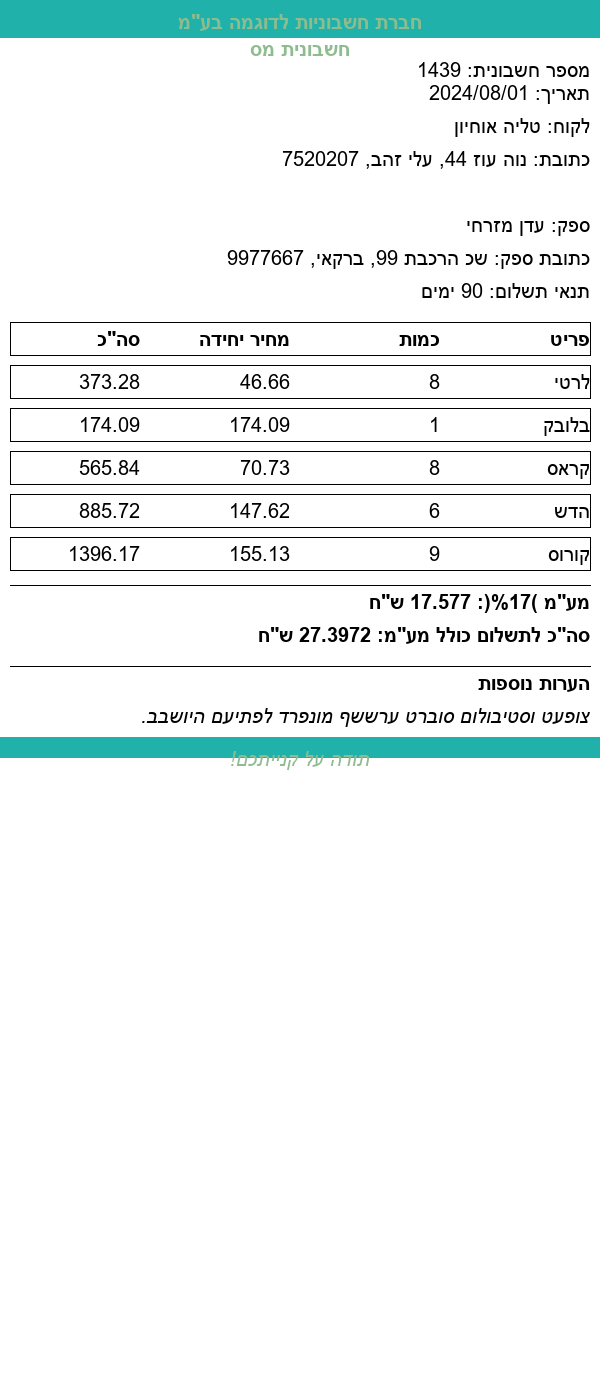 חברת חשבוניות לדוגמה בע"מ
חשבונית מס
מספר חשבונית: 1439
תאריך: 2024/08/01
לקוח: טליה אוחיון
כתובת: נוה עוז 44, עלי זהב, 7520207
ספק: עדן מזרחי
כתובת ספק: שכ הרכבת 99, ברקאי, 9977667
תנאי תשלום: 90 ימים
פריט כמות מחיר יחידה סה"כ
לרטי 8 46.66 373.28
בלובק 1 174.09 174.09
קראס 8 70.73 565.84
הדש 6 147.62 885.72
קורוס 9 155.13 1396.17
מע"מ )17%(: 17.577 ש"ח
סה"כ לתשלום כולל מע"מ: 27.3972 ש"ח
הערות נוספות
צופעט וסטיבולום סוברט ערששף מונפרד לפתיעם היושבב.
תודה על קנייתכם!